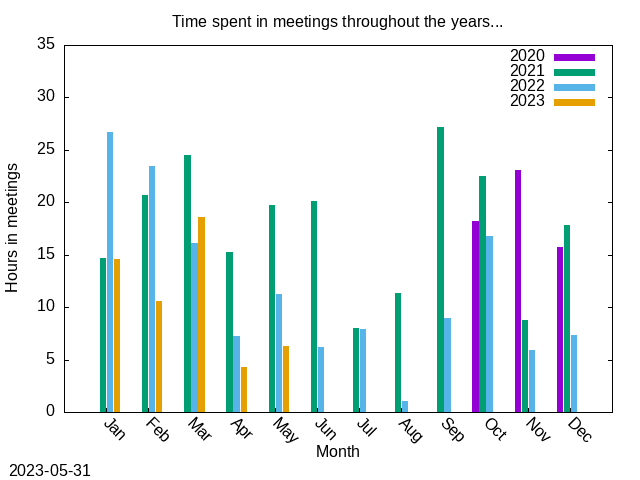 Time spent in meetings throughout the years...
35
30
25
20
15
10
5
0
Hours in meetings
2020
2021
2022
2023
Jan
Feb
Mar
Apr
May
Jun
Jul
Aug
Sep
Oct
Nov
Dec
Month
2023-05-31